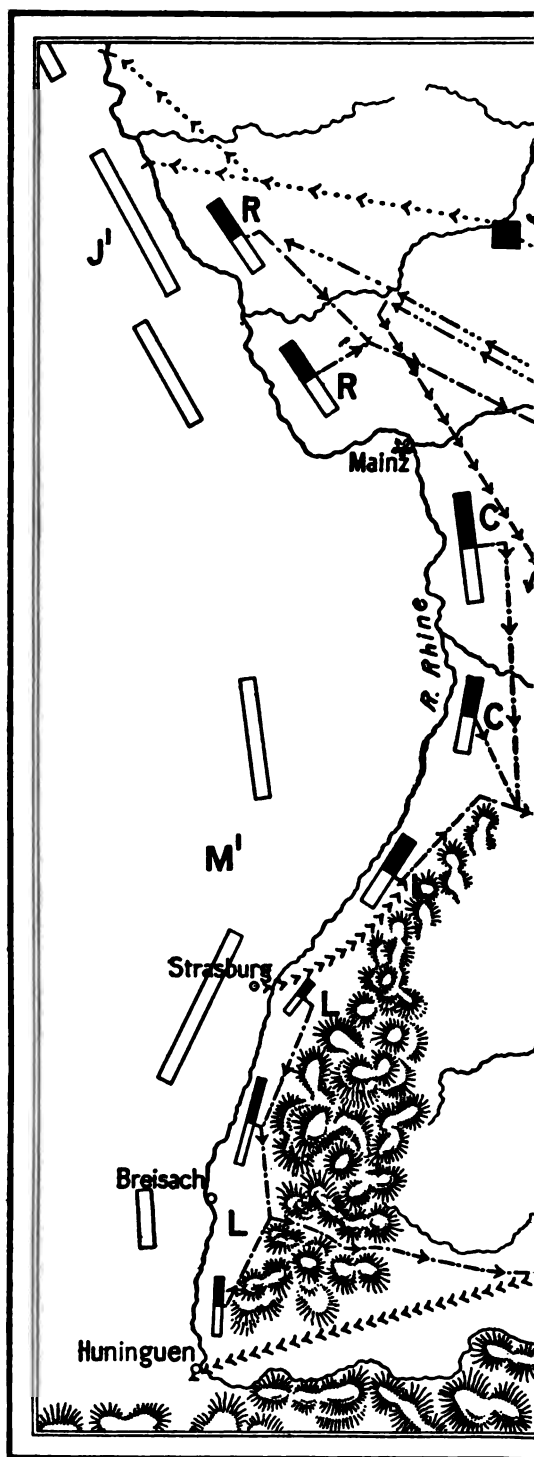 R
J'
R
Mainz
C
R. Rhine
C
M'
L
Strasburg
L
Breisach
L
Huninguen